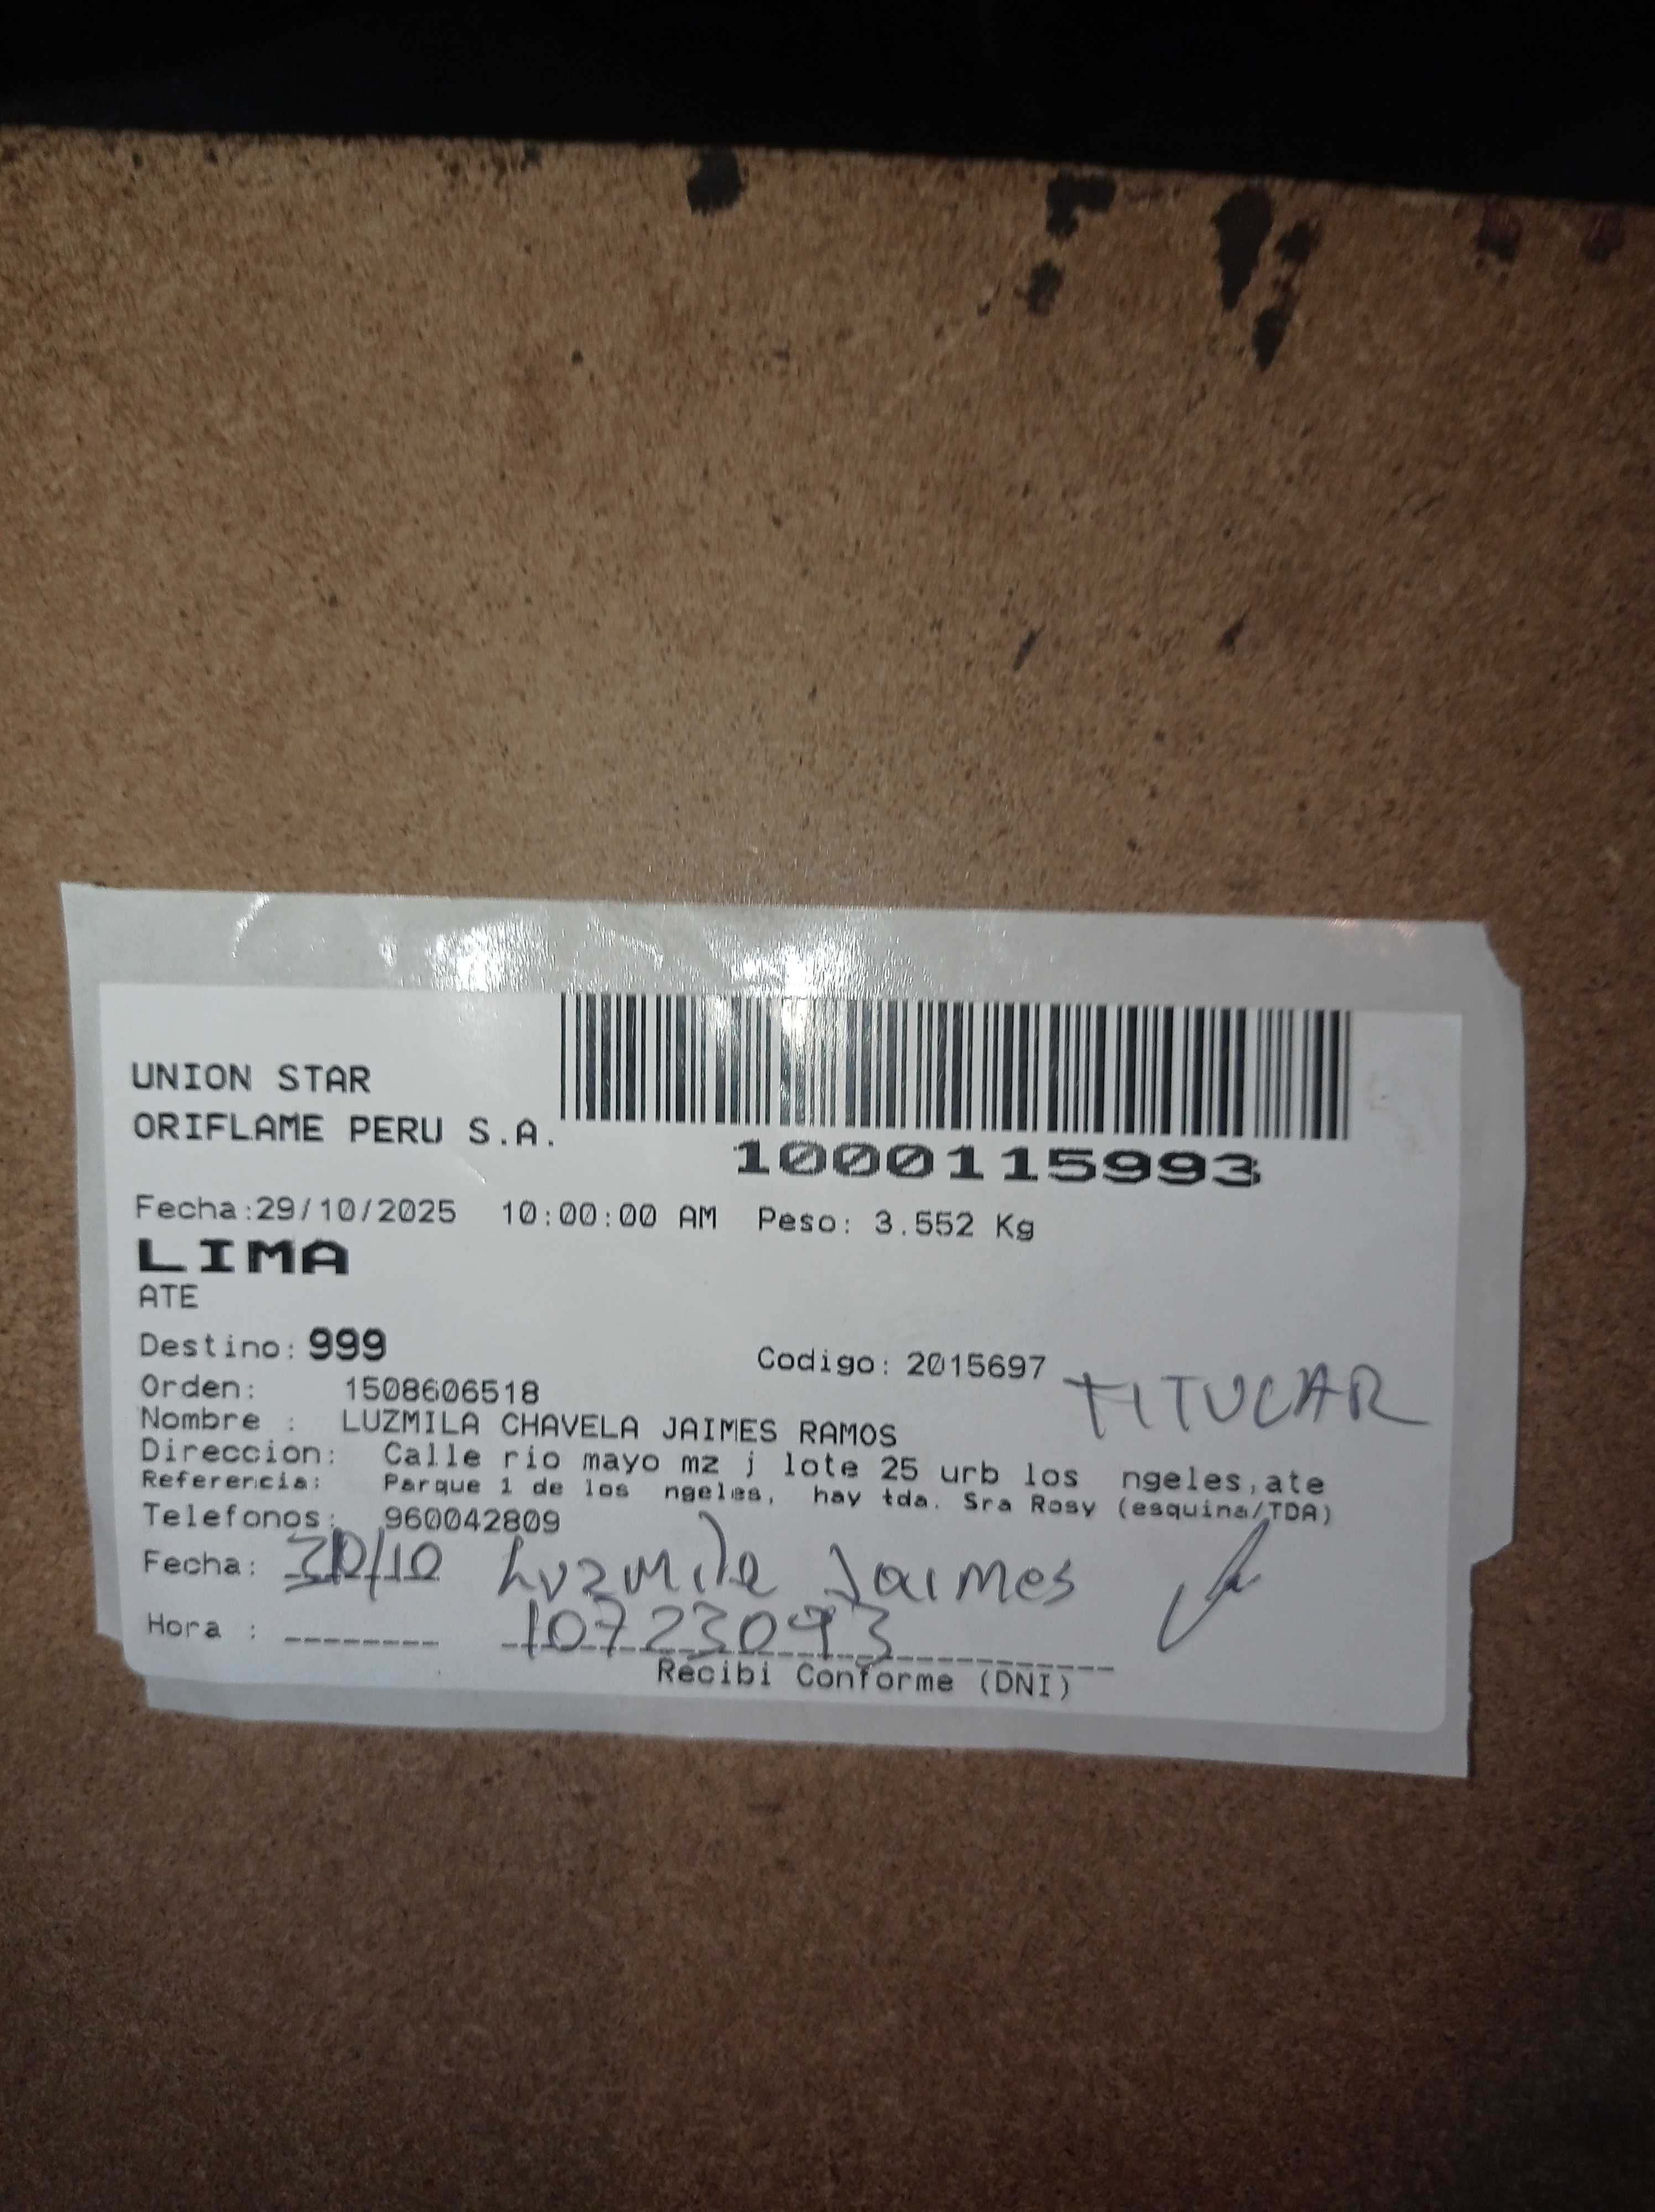 UNION STAR
ORIFLAME PERU S.A.
1000115993
Fecha:29/10/2025 10:00:00 AM Peso: 3.552 Kg
LIMA
ATE
Destino: 999
Codigo: 2015697
TITULAR
Orden: 1508606518
Nombre : LUZMILA CHAVELA JAIMES RAMOS
Direccion: Calle rio mayo mz j lote 25 urb los ngeles,ate
Referencia: Parque 1 de los ngeles, hay tda. Sra Rosy (esquina/TDA)
Telefonos: 960042809
Fecha: 30/10 Luzmila Jaimes
Hora : 10723093
Recibi Conforme (DNI)